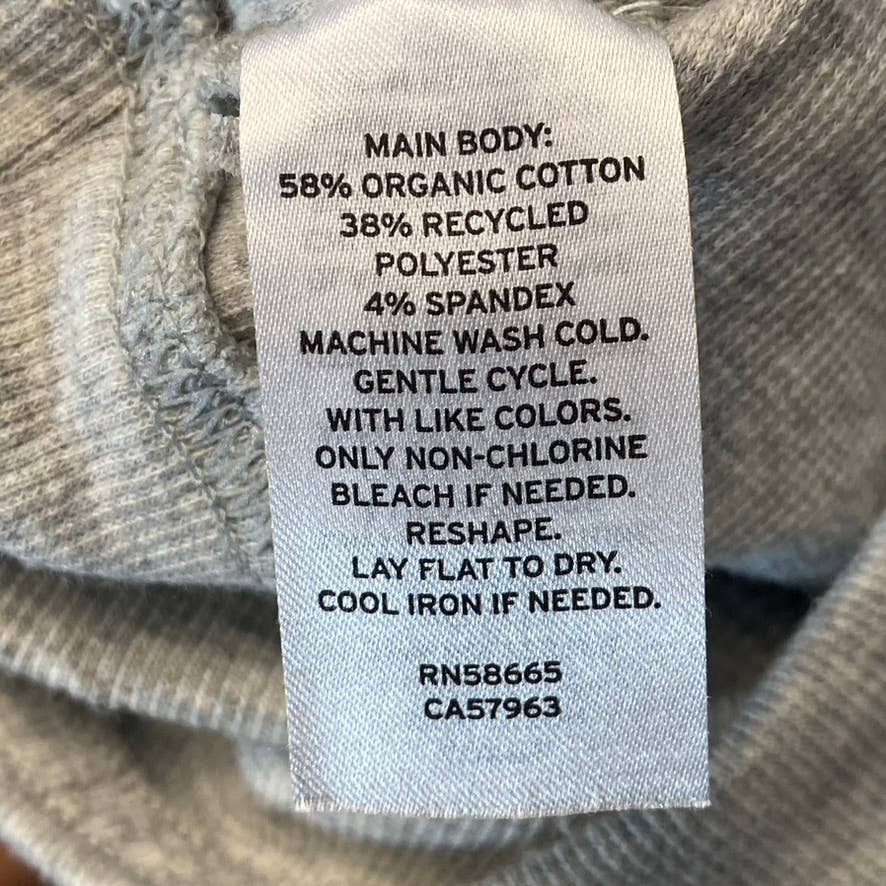 MAIN BODY:
58% ORGANIC COTTON
38% RECYCLED
POLYESTER
4% SPANDEX
MACHINE WASH COLD.
GENTLE CYCLE.
WITH LIKE COLORS.
ONLY NON-CHLORINE
BLEACH IF NEEDED.
RESHAPE.
LAY FLAT TO DRY.
COOL IRON IF NEEDED.
RN58665
CA57963